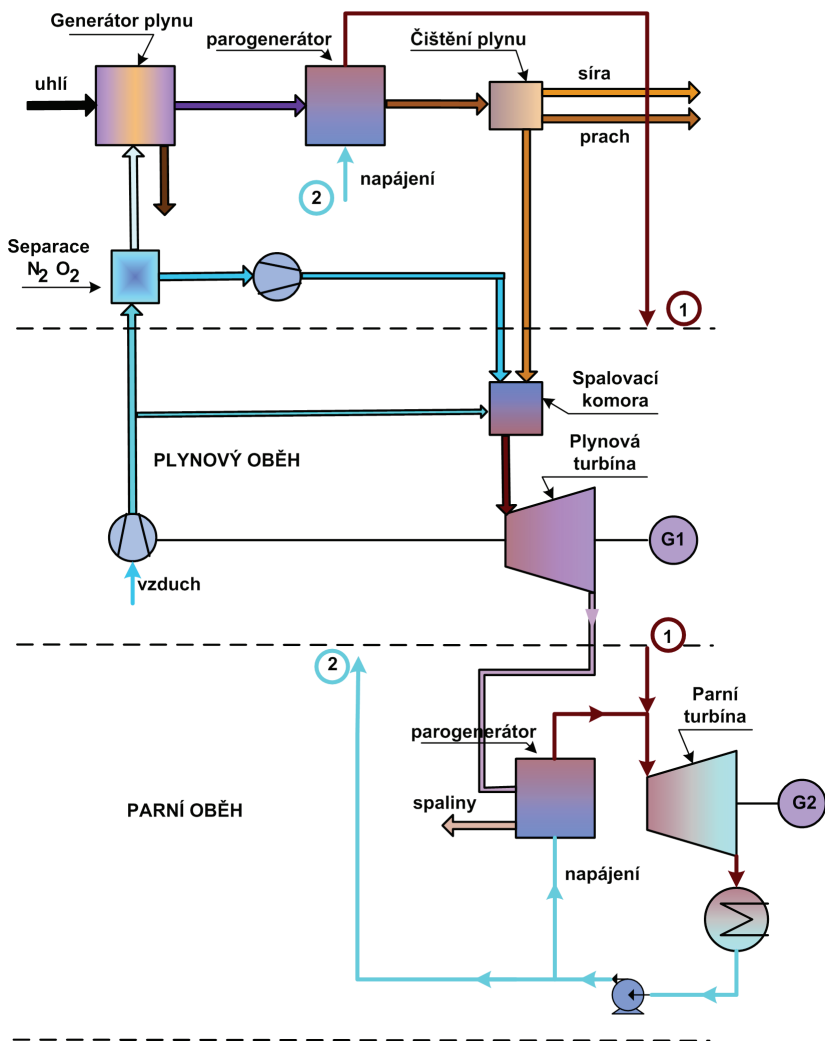 Generátor plynu
parogenerátor
Čištění plynu
uhlí
síra
prach
2
napájení
Separace
N2 O2
1
Spalovací
komora
PLYNOVÝ OBĚH
Plynová
turbína
G1
vzduch
1
2
Parní
turbína
parogenerátor
PARNÍ OBĚH
spaliny
G2
napájení